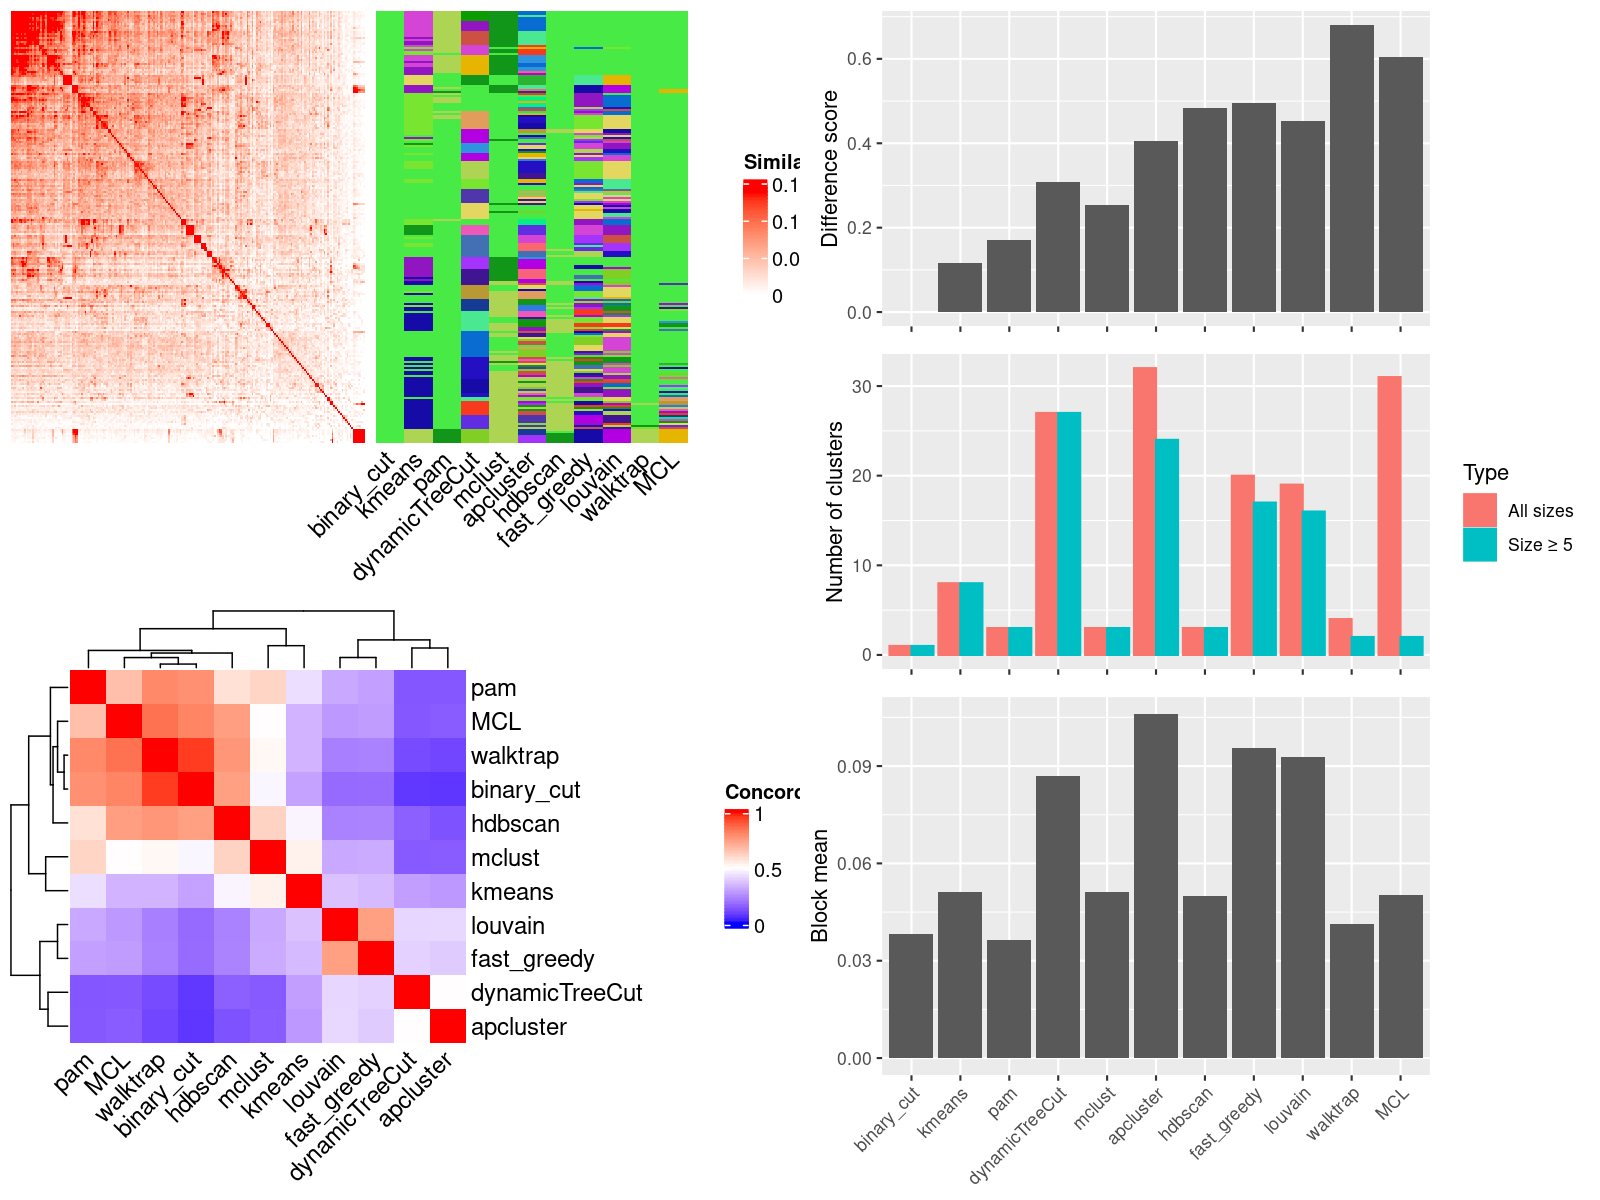 Simila
0.1
0.1
0.0
0
binary_cut
kmeans
pam
dynamicTreeCut
mclust
apcluster
hdbscan
fast_greedy
louvain
walktrap
MCL
pam
MCL
walktrap
binary_cut
hdbscan
mclust
kmeans
louvain
fast_greedy
dynamicTreeCut
apcluster
pam
MCL
walktrap
binary_cut
hdbscan
mclust
kmeans
louvain
fast_greedy
dynamicTreeCut
apcluster
Concord
1
0.5
0
Difference score
0.6
0.4
0.2
0.0
Number of clusters
30
20
10
0
Type
All sizes
Size ≥ 5
Block mean
0.09
0.06
0.03
0.00
binary_cut
kmeans
pam
dynamicTreeCut
mclust
apcluster
hdbscan
fast_greedy
louvain
walktrap
MCL